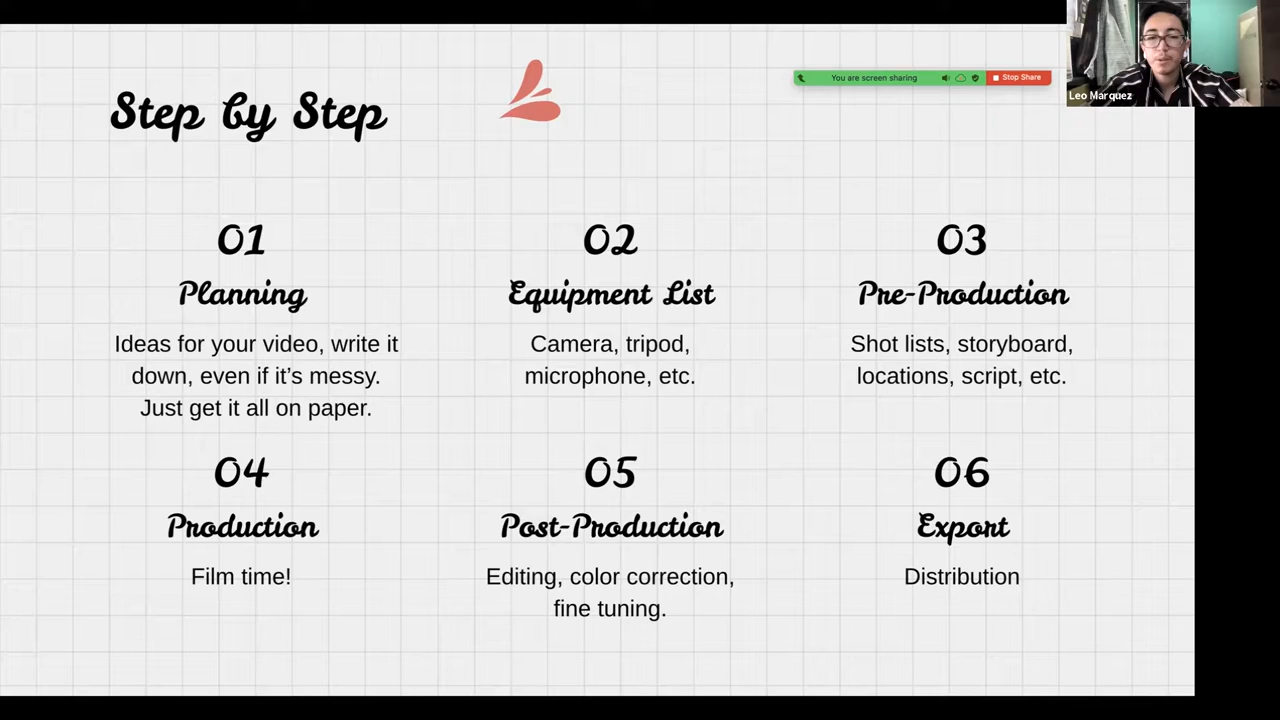 You are screen sharing
Stop Share
Leo Marquez
Step by Step
01
Planning
Ideas for your video, write it
down, even if it’s messy.
Just get it all on paper.
02
Equipment List
Camera, tripod,
microphone, etc.
03
Pre-Production
Shot lists, storyboard,
locations, script, etc.
04
Production
Film time!
05
Post-Production
Editing, color correction,
fine tuning.
06
Export
Distribution